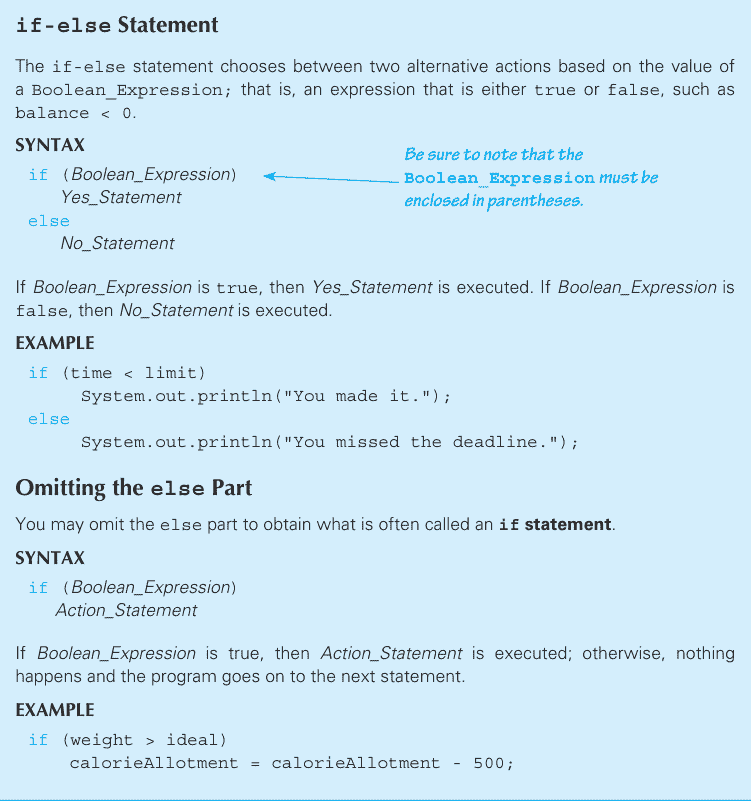 if-else Statement
The if-else statement chooses between two alternative actions based on the value of
a Boolean_Expression; that is, an expression that is either true or false, such as
balance < 0.
SYNTAX
if (Boolean_Expression)
Yes_Statement
else
No_Statement
Be sure to note that the
Boolean_Expression must be
enclosed in parentheses.
If Boolean_Expression is true, then Yes_Statement is executed. If Boolean_Expression is
false, then No_Statement is executed.
EXAMPLE
if (time < limit)
System.out.println("You made it.");
else
System.out.println("You missed the deadline.");
Omitting the else Part
You may omit the else part to obtain what is often called an if statement.
SYNTAX
if (Boolean_Expression)
Action_Statement
If Boolean_Expression is true, then Action_Statement is executed; otherwise, nothing
happens and the program goes on to the next statement.
EXAMPLE
if (weight > ideal)
calorieAllotment = calorieAllotment - 500;